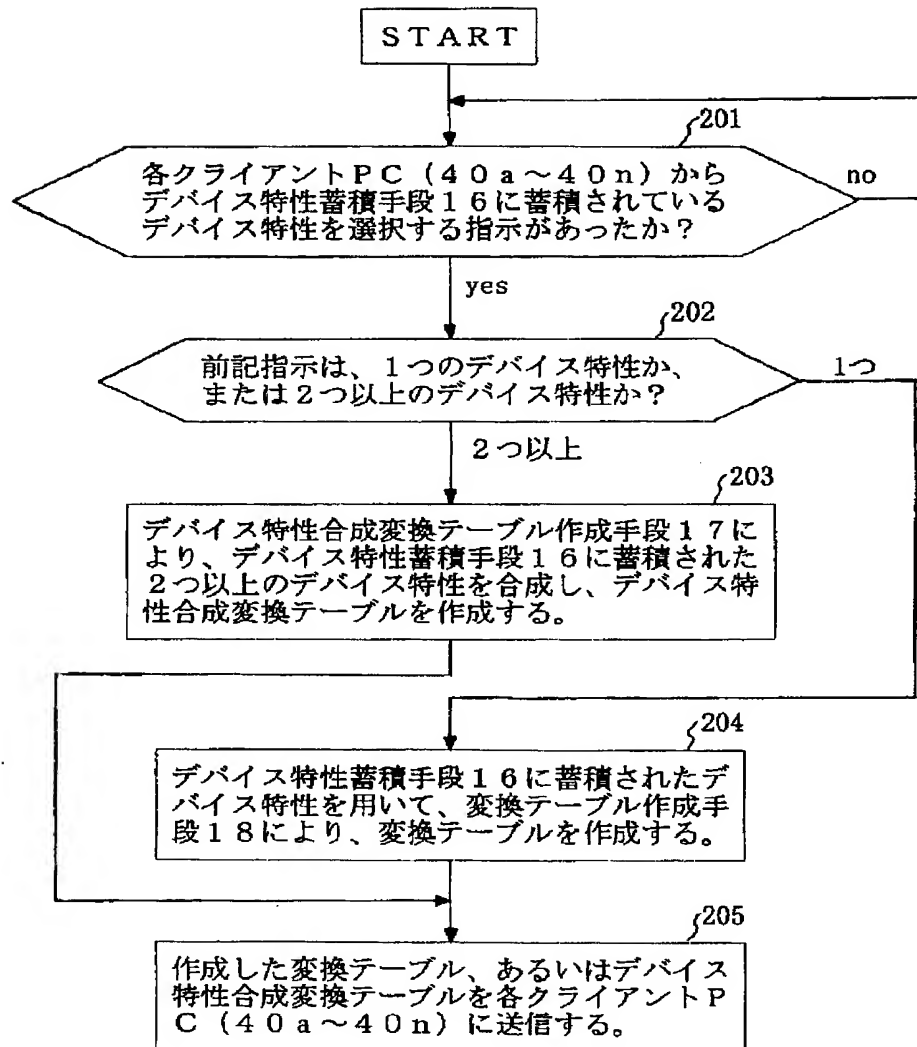 START
201
各クライアントPC(40a~40n)から
デバイス特性蓄積手段16に蓄積されている
デバイス特性を選択する指示があったか?
no
yes
202
前記指示は、1つのデバイス特性か、
または2つ以上のデバイス特性か?
1つ
2つ以上
203
デバイス特性合成変換テーブル作成手段17に
より、デバイス特性蓄積手段16に蓄積された
2つ以上のデバイス特性を合成し、デバイス特
性合成変換テーブルを作成する。
204
デバイス特性蓄積手段16に蓄積されたデ
バイス特性を用いて、変換テーブル作成手
段18により、変換テーブルを作成する。
205
作成した変換テーブル、あるいはデバイス
特性合成変換テーブルを各クライアントP
C(40a~40n)に送信する。